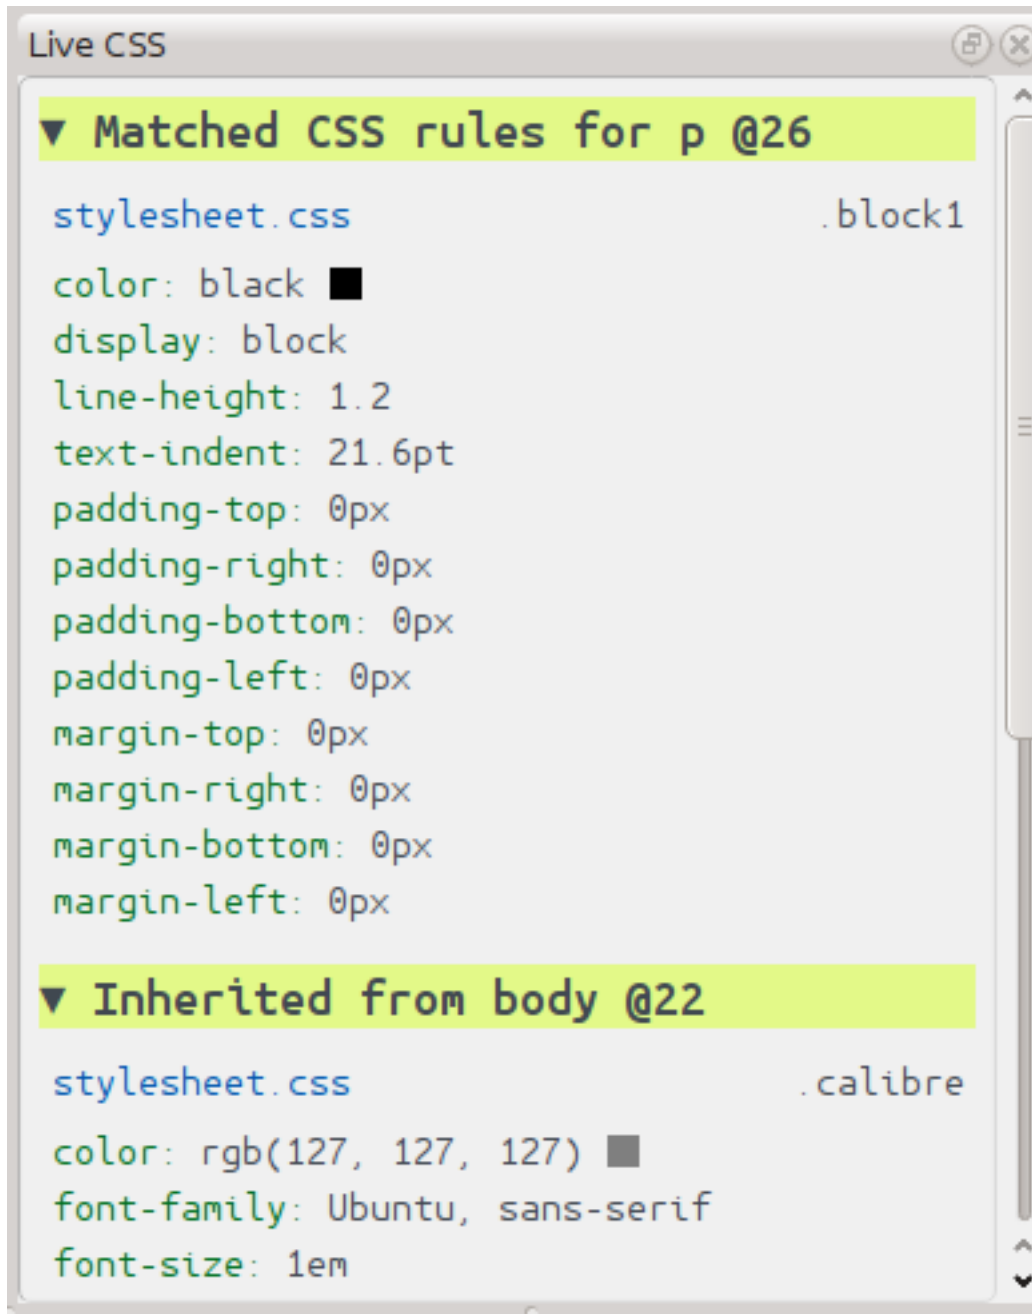 Live CSS
▼ Matched CSS rules for p @26
stylesheet.css .block1
color: black
display: block
line-height: 1.2
text-indent: 21.6pt
padding-top: 0px
padding-right: 0px
padding-bottom: 0px
padding-left: 0px
margin-top: 0px
margin-right: 0px
margin-bottom: 0px
margin-left: 0px
▼ Inherited from body @22
stylesheet.css .calibre
color: rgb(127, 127, 127)
font-family: Ubuntu, sans-serif
font-size: 1em